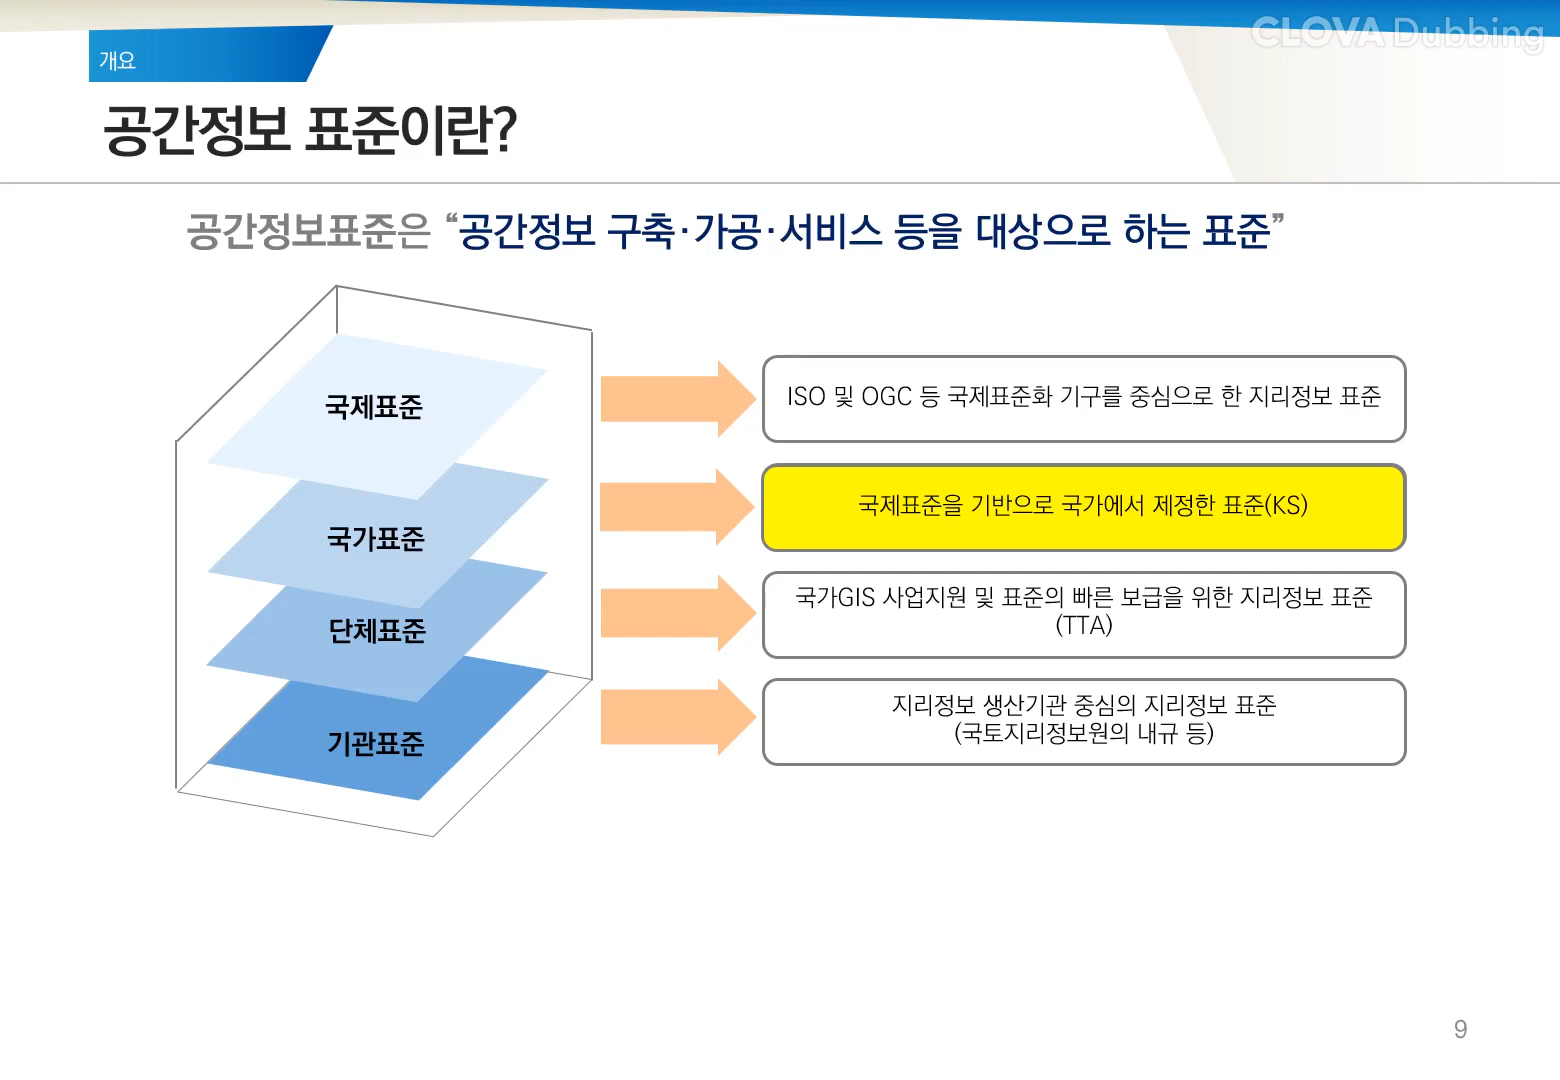 CLOVA Dubbing
개요
공간정보 표준이란?
공간정보표준은 “공간정보 구축·가공·서비스 등을 대상으로 하는 표준”
국제표준
ISO 및 OGC 등 국제표준화 기구를 중심으로 한 지리정보 표준
국가표준
국제표준을 기반으로 국가에서 제정한 표준(KS)
단체표준
국가GIS 사업지원 및 표준의 빠른 보급을 위한 지리정보 표준
(TTA)
기관표준
지리정보 생산기관 중심의 지리정보 표준
(국토지리정보원의 내규 등)
9